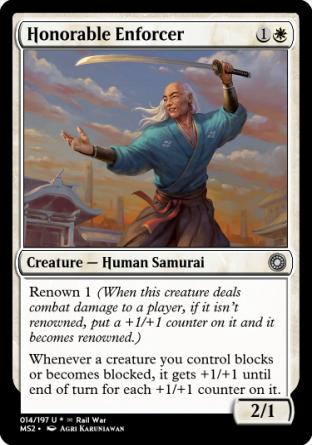 Honorable Enforcer 1
Creature — Human Samurai
Renown 1 (When this creature deals
combat damage to a player, if it isn't
renowned, put a +1/+1 counter on it and it
becomes renowned.)
Whenever a creature you control blocks
or becomes blocked, it gets +1/+1 until
end of turn for each +1/+1 counter on it.
2/1
014/197 U * ∞ Rail War
MS2 • Agri Karuniawan